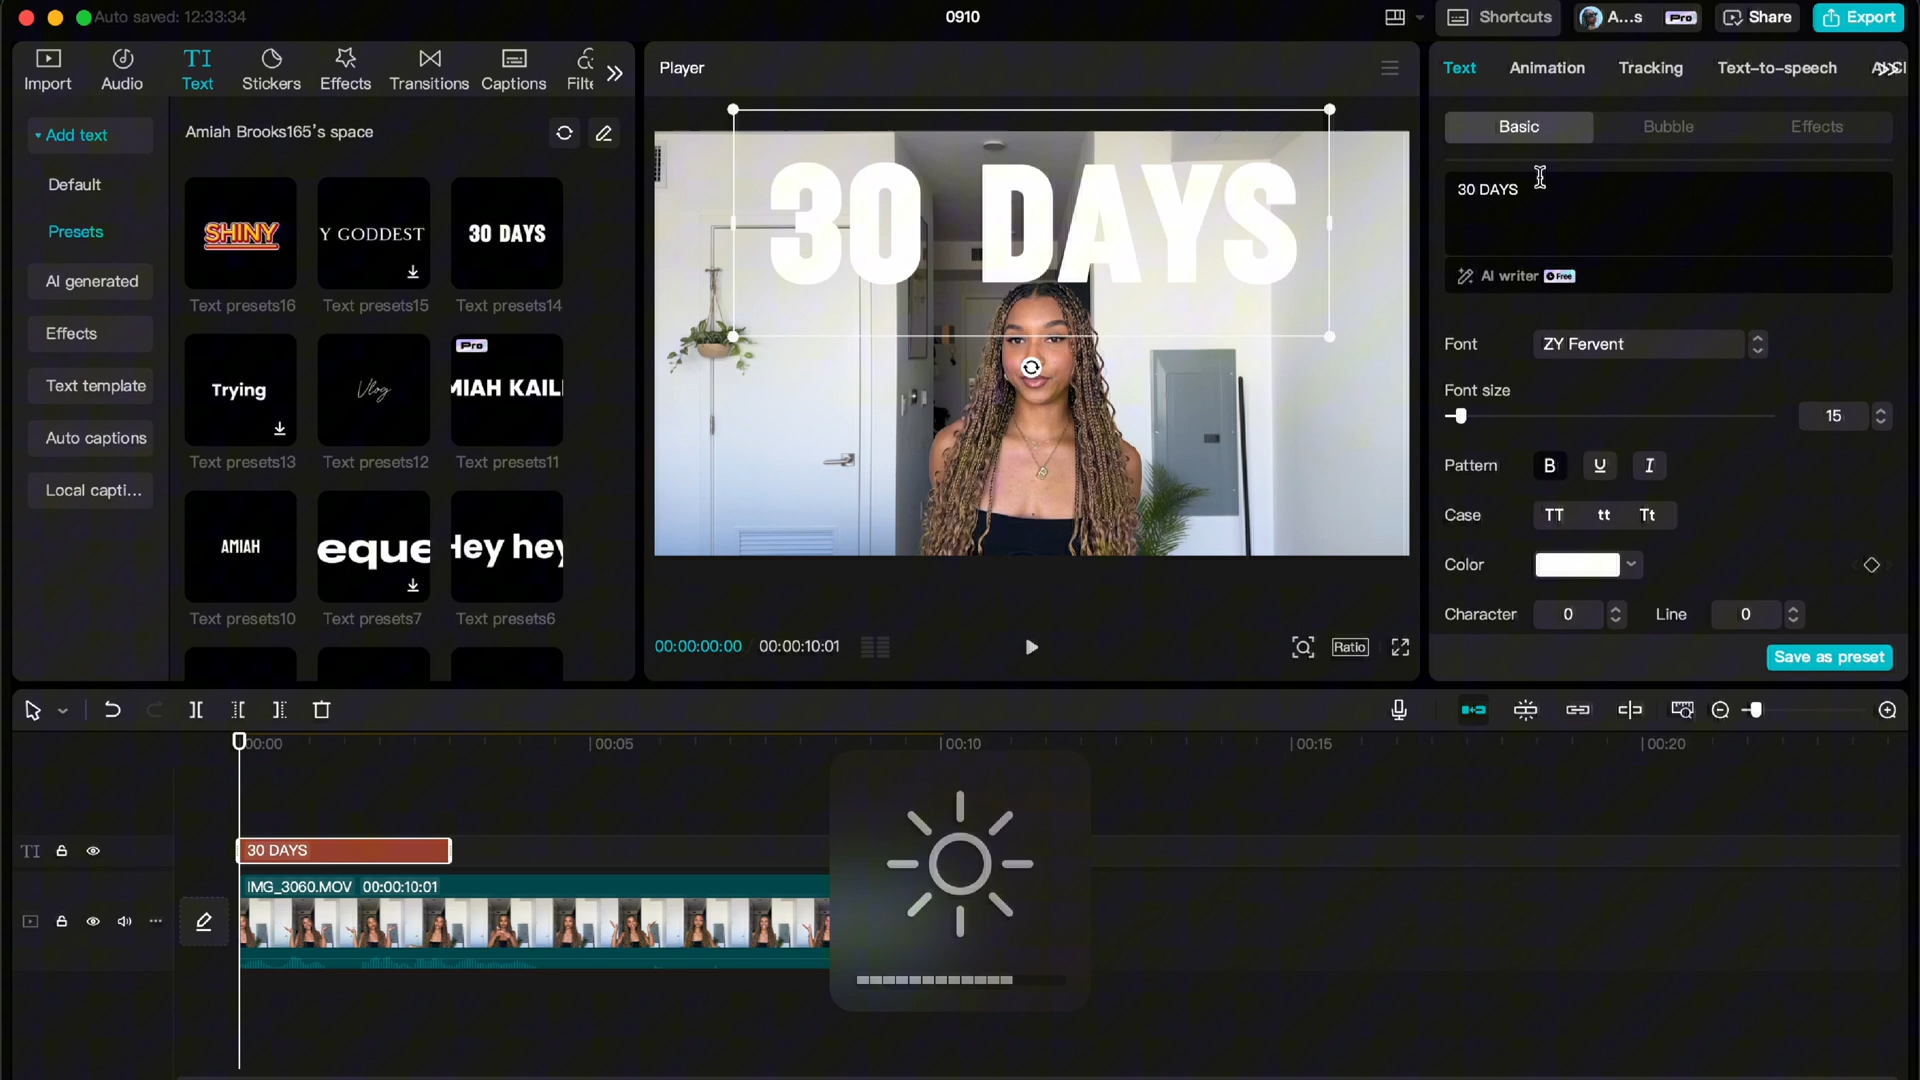 Auto saved: 12:33:34
0910
Shortcuts
A...s
Pro
Share
Export
Import
Audio
TI
Text
Stickers
Effects
Transitions
Captions
Filte
Add text
Default
Presets
AI generated
Effects
Text template
Auto captions
Local capti...
Amiah Brooks165's space
SHINY
Y GODDEST
30 DAYS
Text presets16
Text presets15
Text presets14
Trying
Vlog
Pro
MIAH KAIL
Text presets13
Text presets12
Text presets11
AMIAH
eque
Hey hey
Text presets10
Text presets7
Text presets6
Player
30 DAYS
00:00:00:00
00:00:10:01
Ratio
Text
Animation
Tracking
Text-to-speech
Basic
Bubble
Effects
30 DAYS
AI writer
Free
Font
ZY Fervent
Font size
15
Pattern
B
U
I
Case
TT
tt
Tt
Color
Character
0
Line
0
Save as preset
00:00
00:05
00:10
00:15
00:20
TI
30 DAYS
IMG_3060.MOV
00:00:10:01